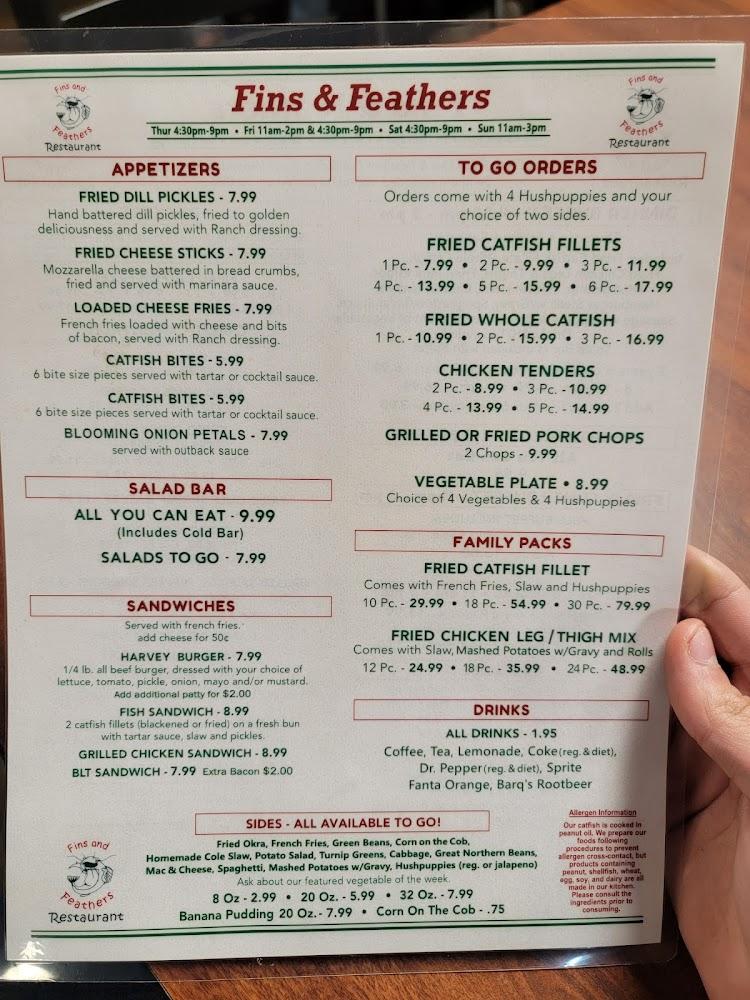 Fins and
Feathers
Restaurant
Fins & Feathers
Thur 4:30pm-9pm • Fri 11am-2pm & 4:30pm-9pm • Sat 4:30pm-9pm • Sun 11am-3pm
Fins and
Feathers
Restaurant
APPETIZERS
FRIED DILL PICKLES - 7.99
Hand battered dill pickles, fried to golden
deliciousness and served with Ranch dressing.
FRIED CHEESE STICKS - 7.99
Mozzarella cheese battered in bread crumbs,
fried and served with marinara sauce.
LOADED CHEESE FRIES - 7.99
French fries loaded with cheese and bits
of bacon, served with Ranch dressing.
CATFISH BITES - 5.99
6 bite size pieces served with tartar or cocktail sauce.
CATFISH BITES - 5.99
6 bite size pieces served with tartar or cocktail sauce.
BLOOMING ONION PETALS - 7.99
served with outback sauce
SALAD BAR
ALL YOU CAN EAT - 9.99
(Includes Cold Bar)
SALADS TO GO - 7.99
SANDWICHES
Served with french fries.
add cheese for 50¢
HARVEY BURGER - 7.99
1/4 lb. all beef burger, dressed with your choice of
lettuce, tomato, pickle, onion, mayo and/or mustard.
Add additional patty for $2.00
FISH SANDWICH - 8.99
2 catfish fillets (blackened or fried) on a fresh bun
with tartar sauce, slaw and pickles.
GRILLED CHICKEN SANDWICH - 8.99
BLT SANDWICH - 7.99 Extra Bacon $2.00
TO GO ORDERS
Orders come with 4 Hushpuppies and your
choice of two sides.
FRIED CATFISH FILLETS
1 Pc. - 7.99 • 2 Pc. - 9.99 • 3 Pc. - 11.99
4 Pc. - 13.99 • 5 Pc. - 15.99 • 6 Pc. - 17.99
FRIED WHOLE CATFISH
1 Pc. - 10.99 • 2 Pc. - 15.99 • 3 Pc. - 16.99
CHICKEN TENDERS
2 Pc. - 8.99 • 3 Pc. - 10.99
4 Pc. - 13.99 • 5 Pc. - 14.99
GRILLED OR FRIED PORK CHOPS
2 Chops - 9.99
VEGETABLE PLATE • 8.99
Choice of 4 Vegetables & 4 Hushpuppies
FAMILY PACKS
FRIED CATFISH FILLET
Comes with French Fries, Slaw and Hushpuppies
10 Pc. - 29.99 • 18 Pc. - 54.99 • 30 Pc. - 79.99
FRIED CHICKEN LEG / THIGH MIX
Comes with Slaw, Mashed Potatoes w/Gravy and Rolls
12 Pc. - 24.99 • 18 Pc. - 35.99 • 24 Pc. - 48.99
DRINKS
ALL DRINKS - 1.95
Coffee, Tea, Lemonade, Coke (reg. & diet),
Dr. Pepper (reg. & diet), Sprite
Fanta Orange, Barq's Rootbeer
Fins and
Feathers
Restaurant
SIDES - ALL AVAILABLE TO GO!
Fried Okra, French Fries, Green Beans, Corn on the Cob,
Homemade Cole Slaw, Potato Salad, Turnip Greens, Cabbage, Great Northern Beans,
Mac & Cheese, Spaghetti, Mashed Potatoes w/Gravy, Hushpuppies (reg. or jalapeno)
Ask about our featured vegetable of the week.
8 Oz - 2.99 • 20 Oz. - 5.99 • 32 Oz. - 7.99
Banana Pudding 20 Oz. - 7.99 • Corn On The Cob - .75
Allergen Information
Our catfish is cooked in
peanut oil. We prepare our
foods following
procedures to prevent
allergen cross-contact, but
products containing
peanut, shellfish, wheat,
egg, soy, and dairy are all
made in our kitchen.
Please consult the
ingredients prior to
consuming.